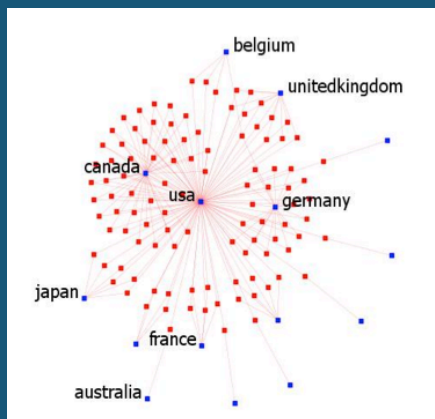 belgium
unitedkingdom
canada
usa
germany
japan
france
australia